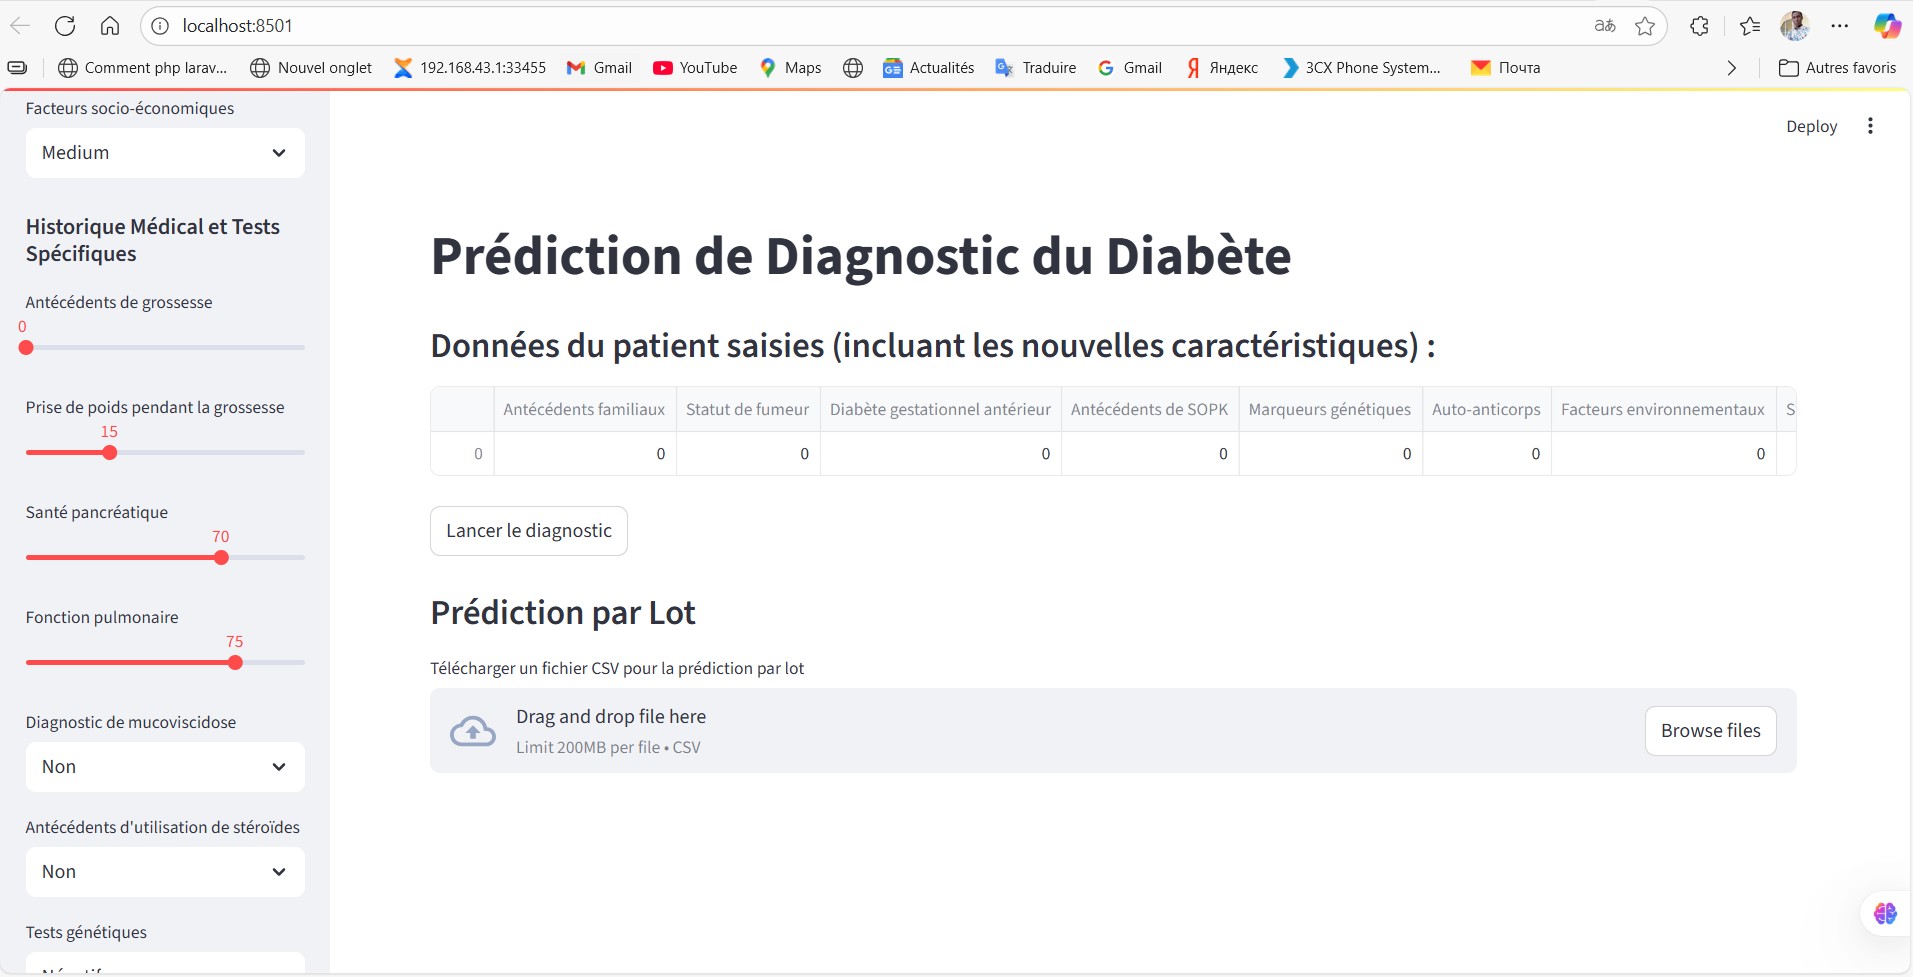 localhost:8501
Comment php larav...
Nouvel onglet
192.168.43.1:33455
Gmail
YouTube
Maps
Actualités
Traduire
Gmail
Яндекс
3CX Phone System...
Почта
Autres favoris
Facteurs socio-économiques
Medium
Historique Médical et Tests
Spécifiques
Antécédents de grossesse
0
Prise de poids pendant la grossesse
15
Santé pancréatique
70
Fonction pulmonaire
75
Diagnostic de mucoviscidose
Non
Antécédents d'utilisation de stéroïdes
Non
Tests génétiques
Deploy
Prédiction de Diagnostic du Diabète
Données du patient saisies (incluant les nouvelles caractéristiques) :
Antécédents familiaux Statut de fumeur Diabète gestationnel antérieur Antécédents de SOPK Marqueurs génétiques Auto-anticorps Facteurs environnementaux S
0 0 0 0 0 0 0 0
Lancer le diagnostic
Prédiction par Lot
Télécharger un fichier CSV pour la prédiction par lot
Drag and drop file here
Limit 200MB per file • CSV
Browse files